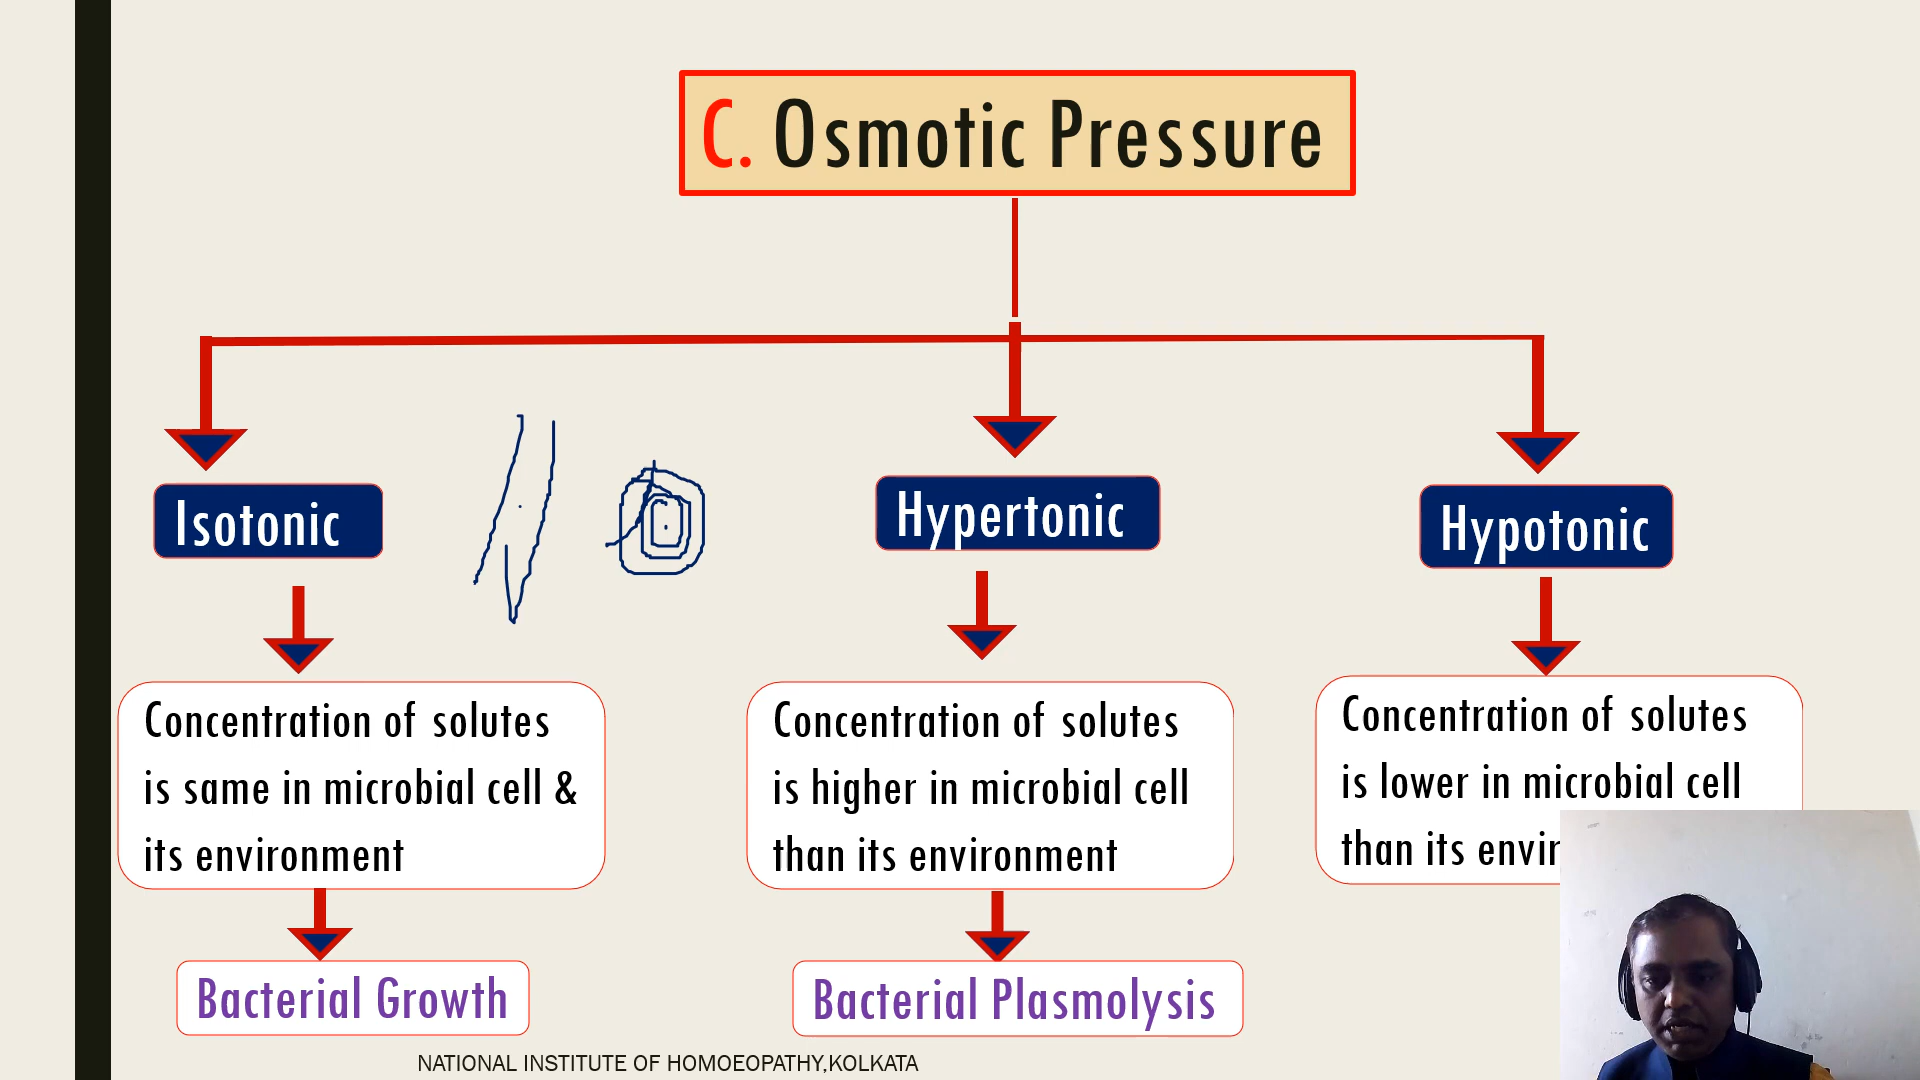 C. Osmotic Pressure
Isotonic
Hypertonic
Hypotonic
Concentration of solutes
is same in microbial cell &
its environment
Concentration of solutes
is higher in microbial cell
than its environment
Concentration of solutes
is lower in microbial cell
than its
Bacterial Growth
Bacterial Plasmolysis
NATIONAL INSTITUTE OF HOMOEOPATHY,KOLKATA